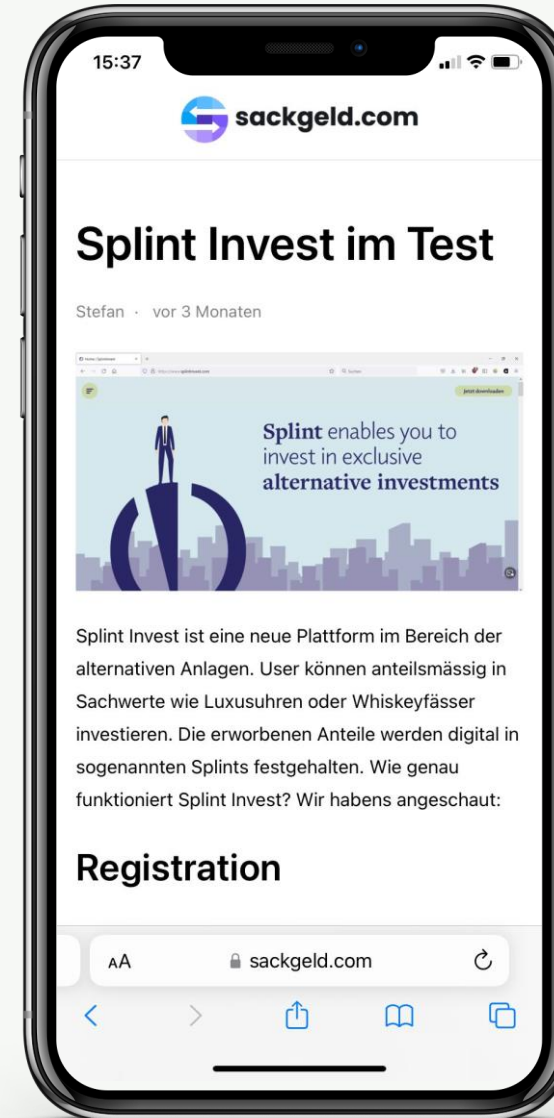 15:37
sackgeld.com
Splint Invest im Test
Stefan · vor 3 Monaten
Jetzt downloaden
Splint enables you to
invest in exclusive
alternative investments
Splint Invest ist eine neue Plattform im Bereich der
alternativen Anlagen. User können anteilsmässig in
Sachwerte wie Luxusuhren oder Whiskeyfässer
investieren. Die erworbenen Anteile werden digital in
sogenannten Splints festgehalten. Wie genau
funktioniert Splint Invest? Wir habens angeschaut:
Registration
AA
sackgeld.com